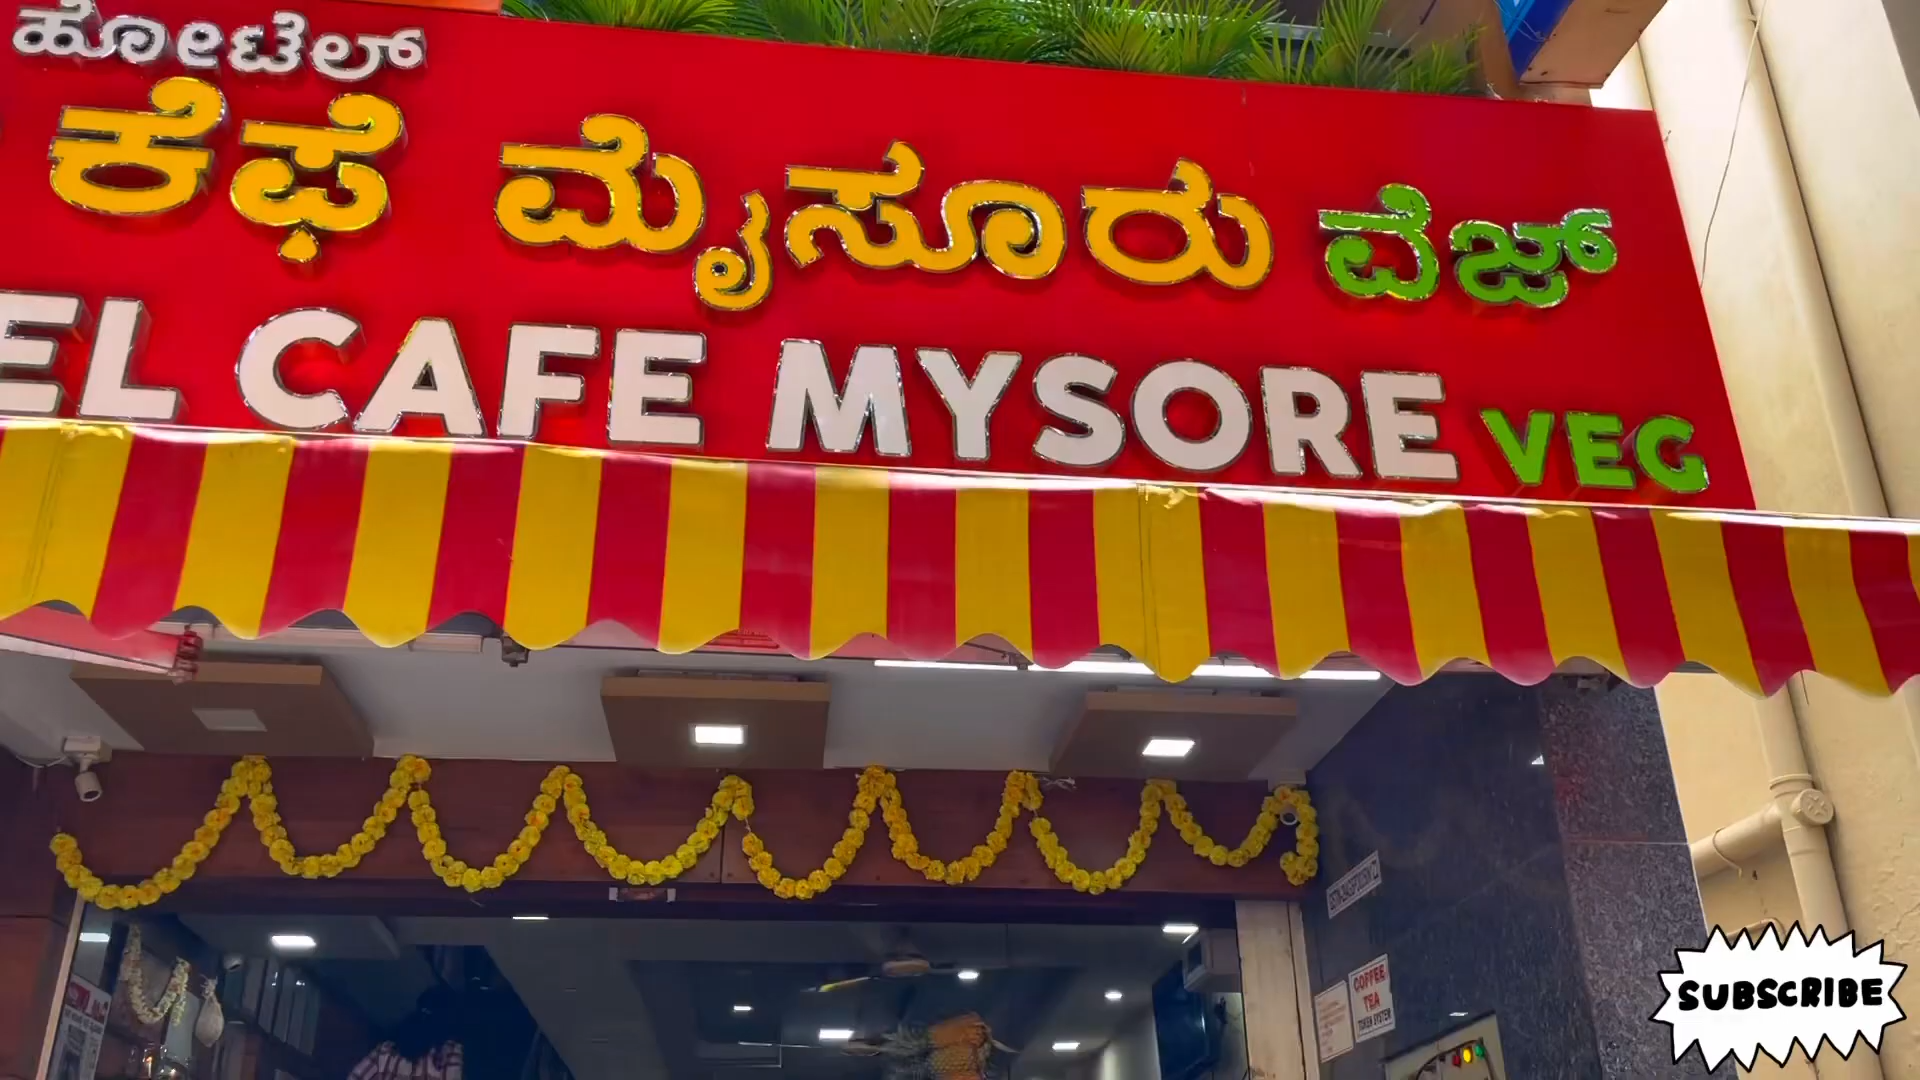 ಹೋಟೆಲ್
ಕೆಫೆ ಮೈಸೂರು ವೆಜ್
EL CAFE MYSORE VEG
COFFEE
TEA
TOKEN SYSTEM
SUBSCRIBE